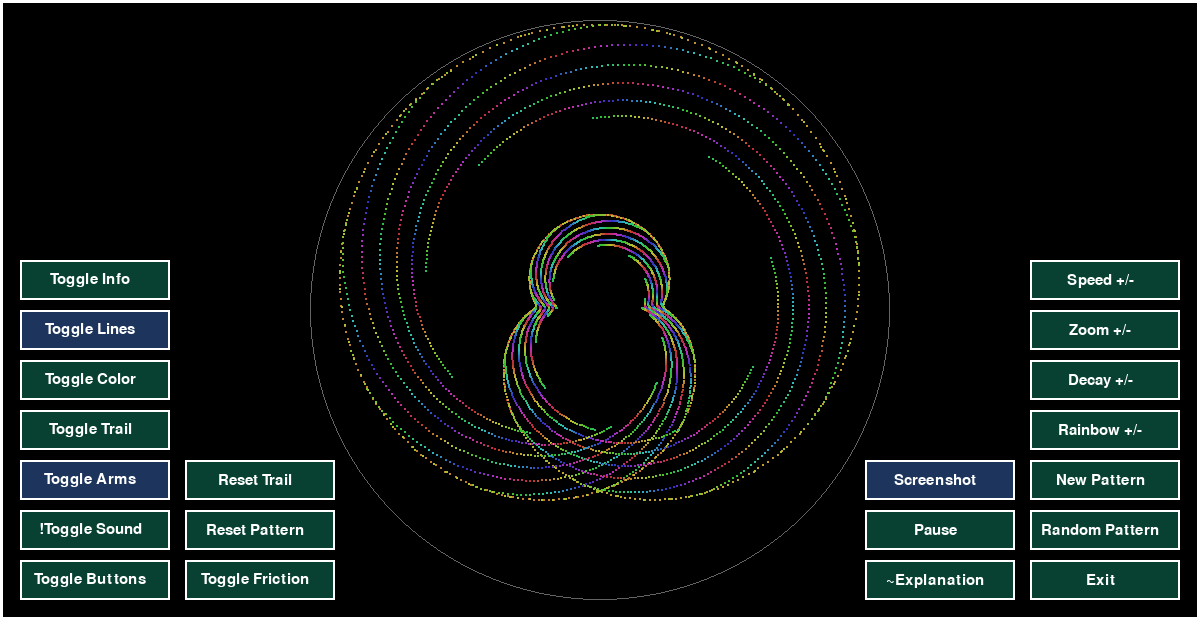 Toggle Info
Toggle Lines
Toggle Color
Toggle Trail
Toggle Arms
!Toggle Sound
Toggle Buttons
Reset Trail
Reset Pattern
Toggle Friction
Screenshot
Pause
~Explanation
Speed +/-
Zoom +/-
Decay +/-
Rainbow +/-
New Pattern
Random Pattern
Exit